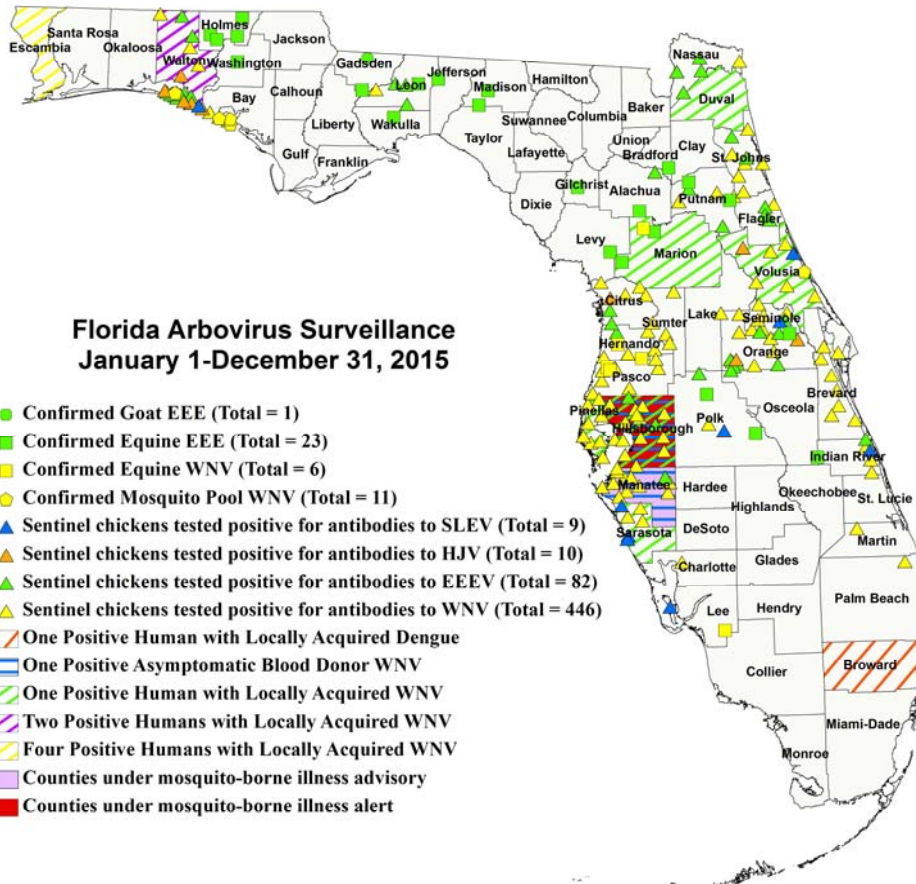 Holmes
Santa Rosa
Escambia
Okaloosa
Walton
Washington
Jackson
Bay
Calhoun
Gadsden
Leon
Jefferson
Madison
Hamilton
Liberty
Wakulla
Gulf
Franklin
Taylor
Suwannee
Columbia
Baker
Nassau
Duval
Lafayette
Union
Bradford
Clay
St. Johns
Dixie
Gilchrist
Alachua
Putnam
Flagler
Levy
Marion
Volusia
Citrus
Sumter
Lake
Seminole
Hernando
Orange
Pasco
Brevard
Pinellas
Hillsborough
Polk
Osceola
Indian River
Manatee
Hardee
Highlands
Okeechobee
St. Lucie
Sarasota
DeSoto
Martin
Charlotte
Glades
Lee
Hendry
Palm Beach
Collier
Broward
Monroe
Miami-Dade
Florida Arbovirus Surveillance
January 1-December 31, 2015
Confirmed Goat EEE (Total = 1)
Confirmed Equine EEE (Total = 23)
Confirmed Equine WNV (Total = 6)
Confirmed Mosquito Pool WNV (Total = 11)
Sentinel chickens tested positive for antibodies to SLEV (Total = 9)
Sentinel chickens tested positive for antibodies to HJV (Total = 10)
Sentinel chickens tested positive for antibodies to EEEV (Total = 82)
Sentinel chickens tested positive for antibodies to WNV (Total = 446)
One Positive Human with Locally Acquired Dengue
One Positive Asymptomatic Blood Donor WNV
One Positive Human with Locally Acquired WNV
Two Positive Humans with Locally Acquired WNV
Four Positive Humans with Locally Acquired WNV
Counties under mosquito-borne illness advisory
Counties under mosquito-borne illness alert